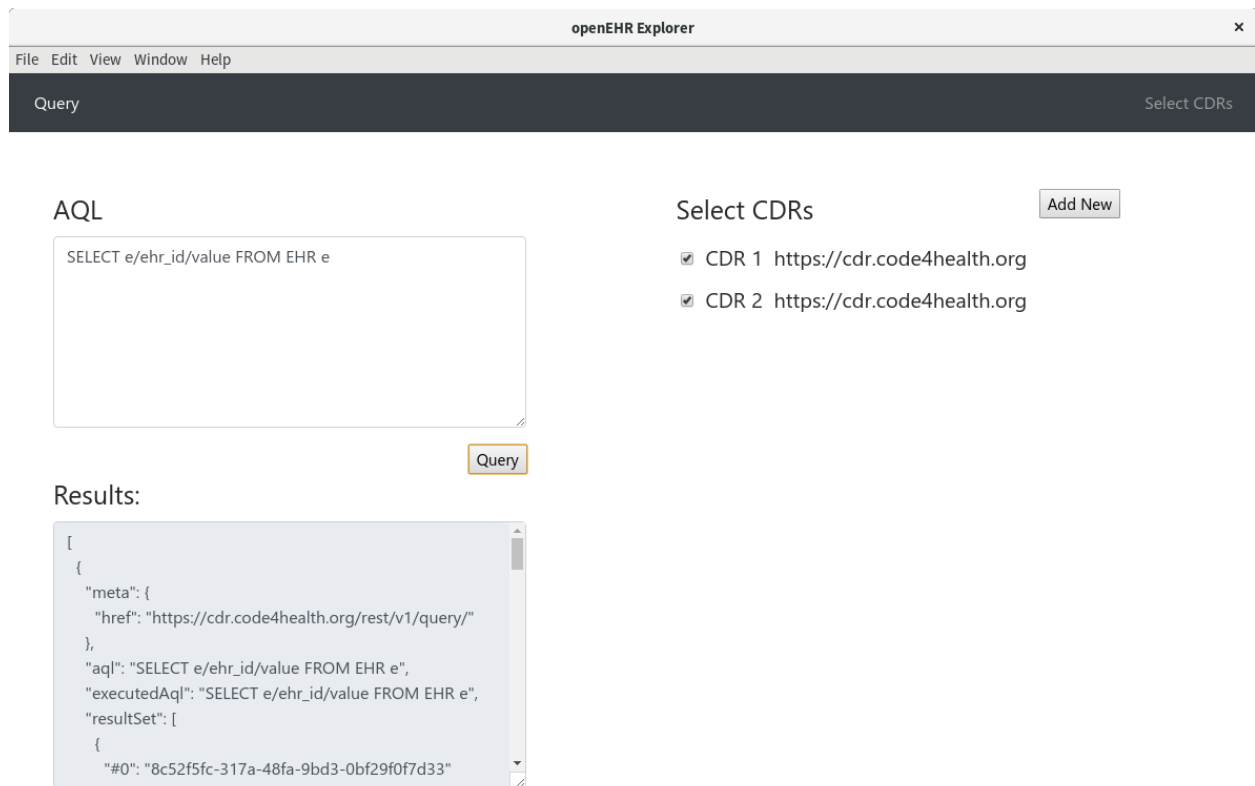 openEHR Explorer ×
File Edit View Window Help
Query Select CDRs
AQL
SELECT e/ehr_id/value FROM EHR e
Query
Results:
[
{
"meta": {
"href": "https://cdr.code4health.org/rest/v1/query/"
},
"aql": "SELECT e/ehr_id/value FROM EHR e",
"executedAql": "SELECT e/ehr_id/value FROM EHR e",
"resultSet": [
{
"#0": "8c52f5fc-317a-48fa-9bd3-0bf29f0f7d33"
Select CDRs Add New
CDR 1 https://cdr.code4health.org
CDR 2 https://cdr.code4health.org